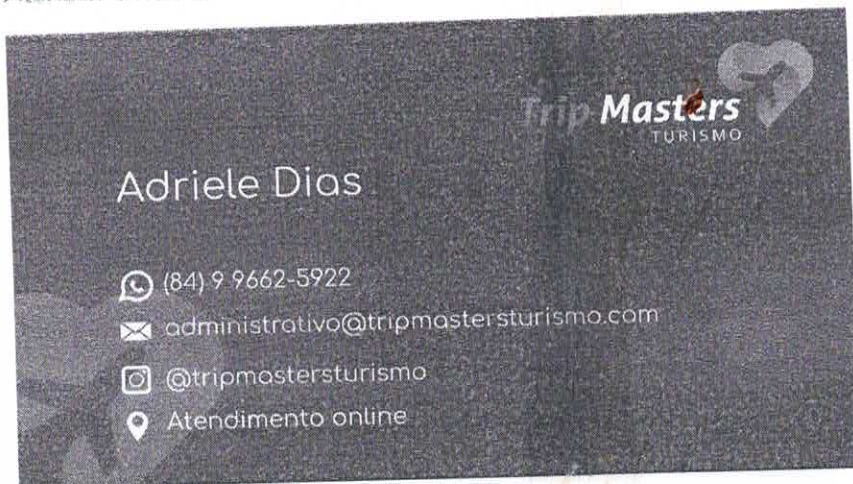 Trip Masters
TURISMO
Adriele Dias
(84) 9 9662-5922
administrativo@tripmastersturismo.com
@tripmastersturismo
Atendimento online